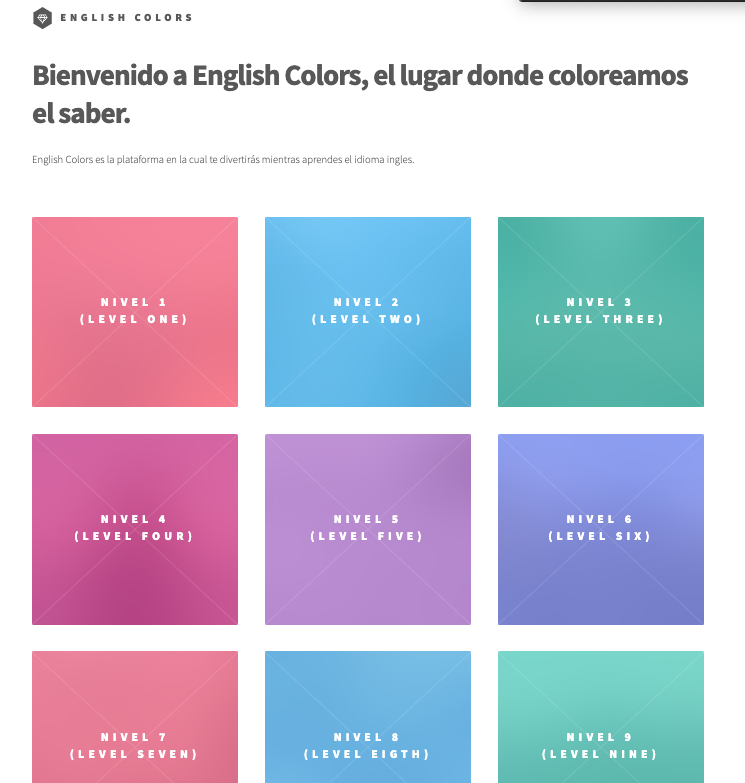 ENGLISH COLORS
Bienvenido a English Colors, el lugar donde coloreamos
el saber.
English Colors es la plataforma en la cual te divertirás mientras aprendes el idioma ingles.
NIVEL 1
(LEVEL ONE)
NIVEL 2
(LEVEL TWO)
NIVEL 3
(LEVEL THREE)
NIVEL 4
(LEVEL FOUR)
NIVEL 5
(LEVEL FIVE)
NIVEL 6
(LEVEL SIX)
NIVEL 7
(LEVEL SEVEN)
NIVEL 8
(LEVEL EIGTH)
NIVEL 9
(LEVEL NINE)